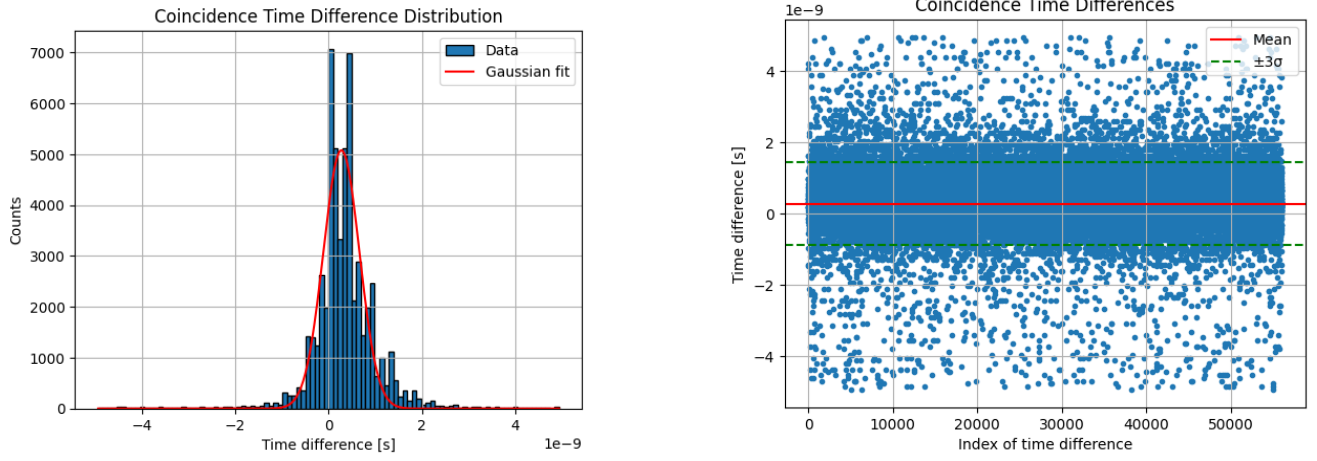 Coincidence Time Difference Distribution
Data
Gaussian fit
7000
6000
5000
4000
3000
2000
1000
0
Counts
−4
−2
0
2
4
1e−9
Time difference [s]
Coincidence Time Differences
1e−9
Mean
±3σ
4
2
0
−2
−4
Time difference [s]
0
10000
20000
30000
40000
50000
Index of time difference